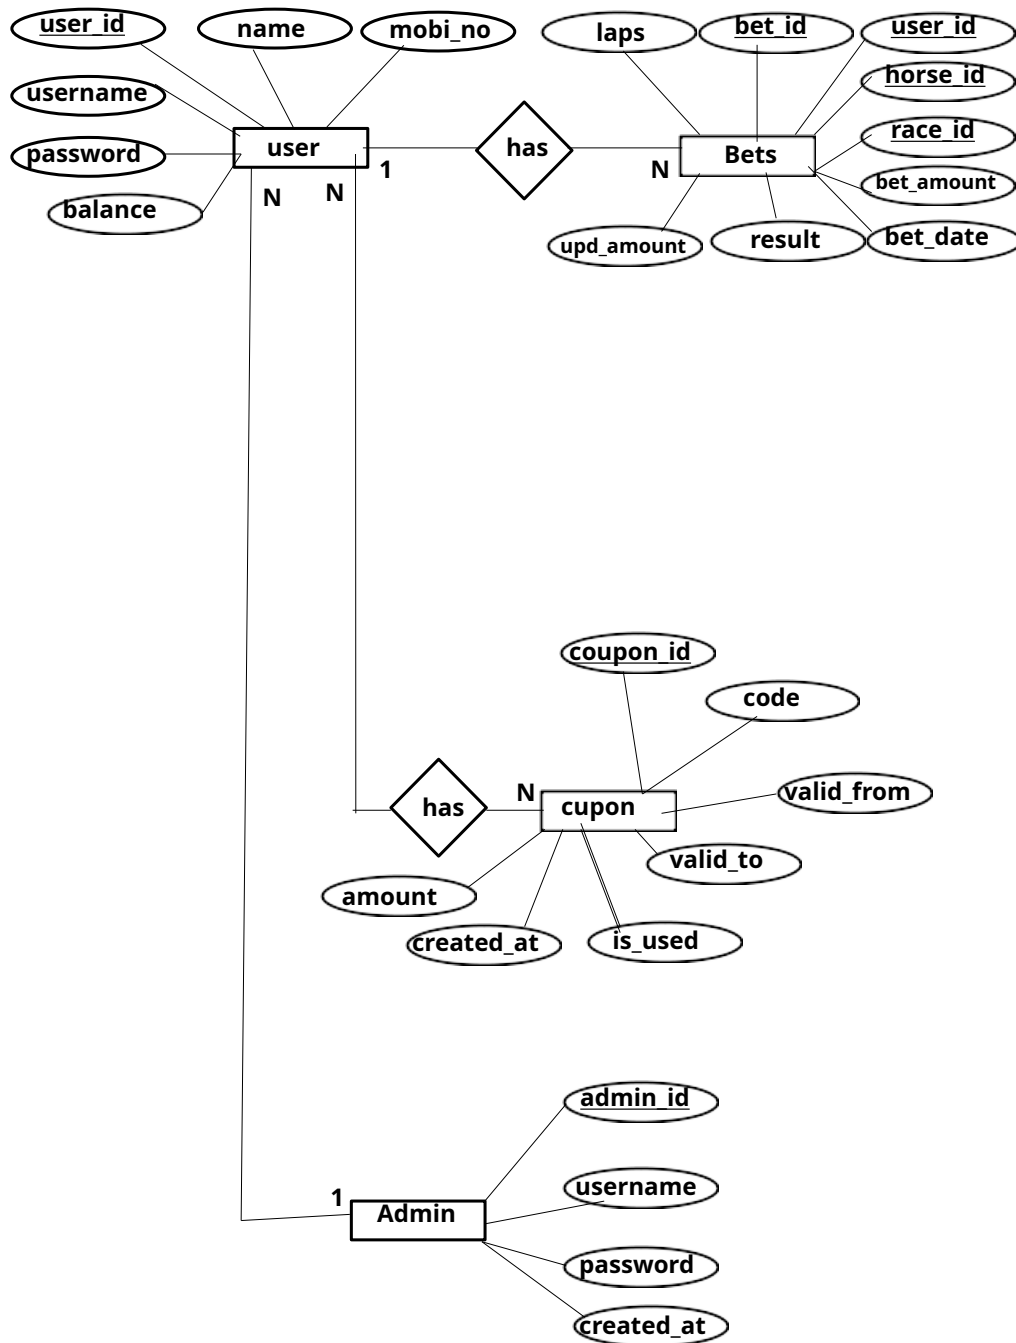 user_id
name
mobi_no
laps
bet_id
user_id
username
horse_id
password
user
1
has
N
Bets
race_id
bet_amount
balance
N
N
upd_amount
result
bet_date
coupon_id
code
has
N
cupon
valid_from
valid_to
amount
created_at
is_used
admin_id
username
1
Admin
password
created_at